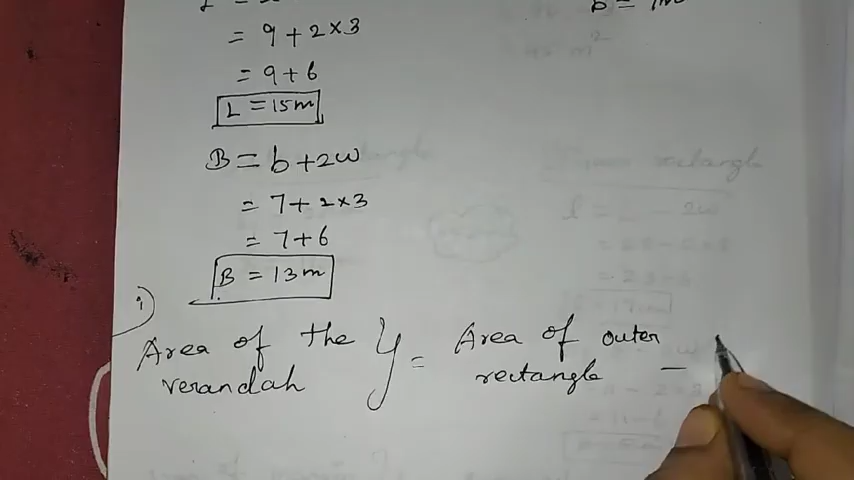 = 9 + 2 × 3
= 9 + 6
L = 15m
B = b + 2w
= 7 + 2 × 3
= 7 + 6
B = 13m
i)
Area of the verandah } = Area of outer rectangle –